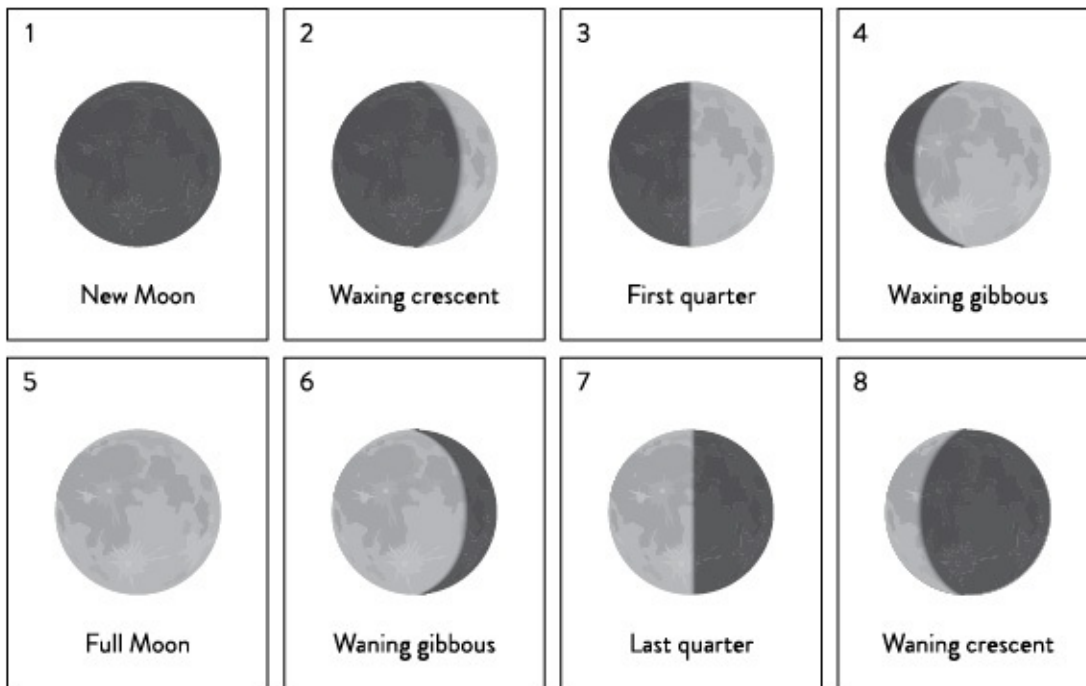 1
New Moon
2
Waxing crescent
3
First quarter
4
Waxing gibbous
5
Full Moon
6
Waning gibbous
7
Last quarter
8
Waning crescent